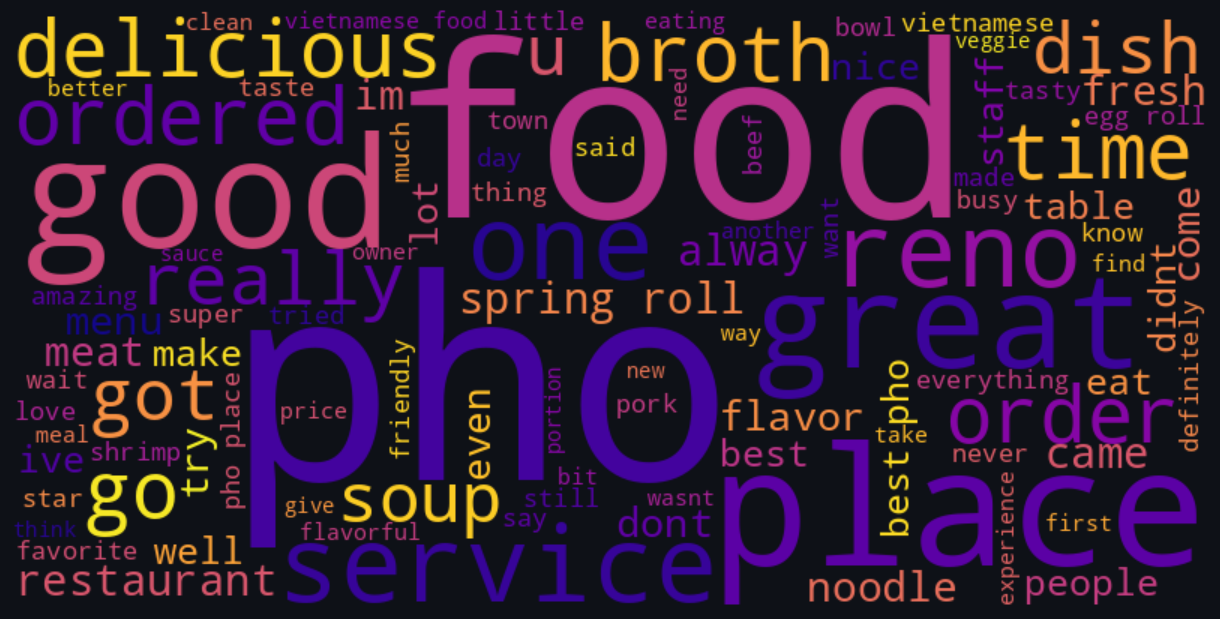 clean
vietnamese food
little
eating
bowl
vietnamese
delicious
food
u
broth
nice
veggie
dish
better
taste
im
need
staff
tasty
fresh
ordered
town
said
beef
egg roll
much
day
time
good
thing
made
lot
busy
table
come
one
want
another
alway
reno
know
sauce
owner
really
find
didnt
amazing
spring roll
great
menu
super
tried
way
definitely
meat
make
pho
friendly
new
best pho
everything
eat
wait
got
pho place
price
portion
pork
flavor
order
love
even
take
meal
try
shrimp
best
never
came
ive
go
bit
place
star
give
soup
still
wasnt
experience
first
think
flavorful
say
dont
favorite
well
service
restaurant
noodle
people